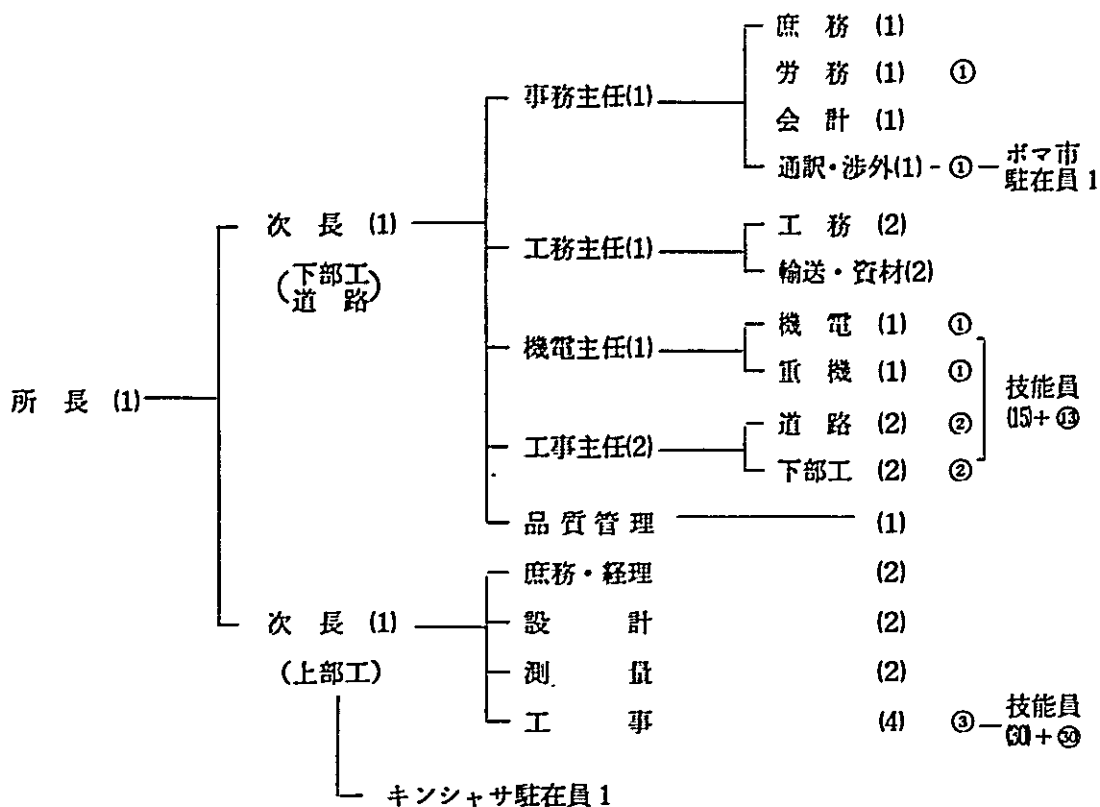 庶務 (1)
労務 (1) ①
事務主任(1)
会計 (1)
通訳・渉外(1) - ① ボマ市
駐在員 1
次長 (1)
(下部工
道路)
工務主任(1)
工務 (2)
輸送・資材(2)
機電主任(1)
機電 (1) ①
重機 (1) ①
所長 (1)
技能員
(15)+⑬
工事主任(2)
道路 (2) ②
下部工 (2) ②
品質管理 (1)
庶務・経理 (2)
次長 (1)
(上部工)
設計 (2)
測量 (2)
工事 (4) ③ 技能員
(30)+㉚
キンシャサ駐在員 1